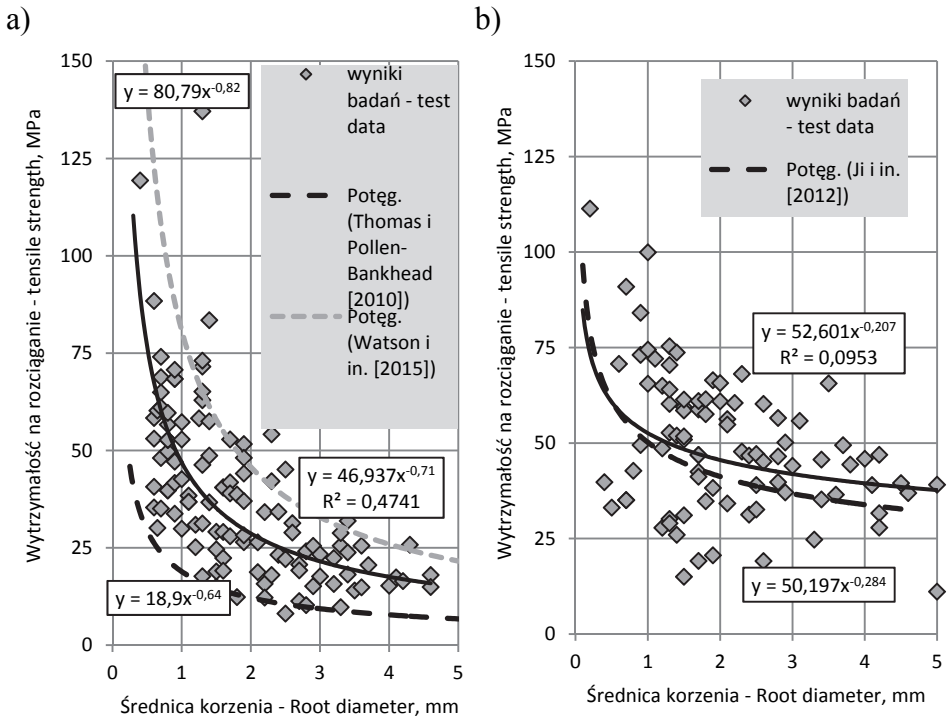 a)
Wytrzymałość na rozciąganie - tensile strength, MPa
150
125
100
75
50
25
0
0 1 2 3 4 5
Średnica korzenia - Root diameter, mm
y = 80,79x-0,82
wyniki
badań - test
data
Potęg.
(Thomas i
Pollen-
Bankhead
[2010])
Potęg.
(Watson i
in. [2015])
y = 46,937x-0,71
R² = 0,4741
y = 18,9x-0,64
b)
Wytrzymałość na rozciąganie - tensile strength, MPa
150
125
100
75
50
25
0
0 1 2 3 4 5
Średnica korzenia - Root diameter, mm
wyniki badań
- test data
Potęg. (Ji i in.
[2012])
y = 52,601x-0,207
R² = 0,0953
y = 50,197x-0,284